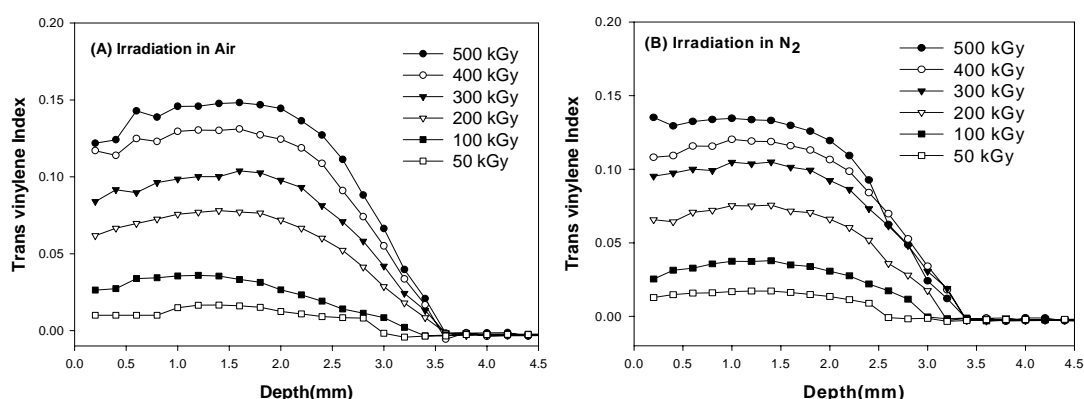 (A) Irradiation in Air
500 kGy
400 kGy
300 kGy
200 kGy
100 kGy
50 kGy
Trans vinylene Index
0.20
0.15
0.10
0.05
0.00
0.0 0.5 1.0 1.5 2.0 2.5 3.0 3.5 4.0 4.5
Depth(mm)
(B) Irradiation in N2
500 kGy
400 kGy
300 kGy
200 kGy
100 kGy
50 kGy
Trans vinylene Index
0.20
0.15
0.10
0.05
0.00
0.0 0.5 1.0 1.5 2.0 2.5 3.0 3.5 4.0 4.5
Depth(mm)